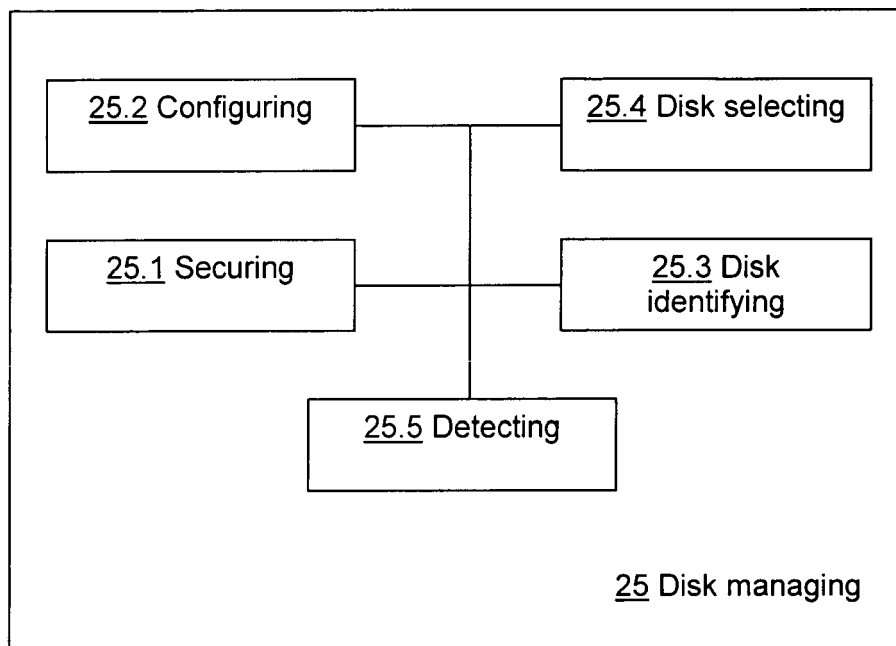 25.2 Configuring
25.4 Disk selecting
25.1 Securing
25.3 Disk
identifying
25.5 Detecting
25 Disk managing